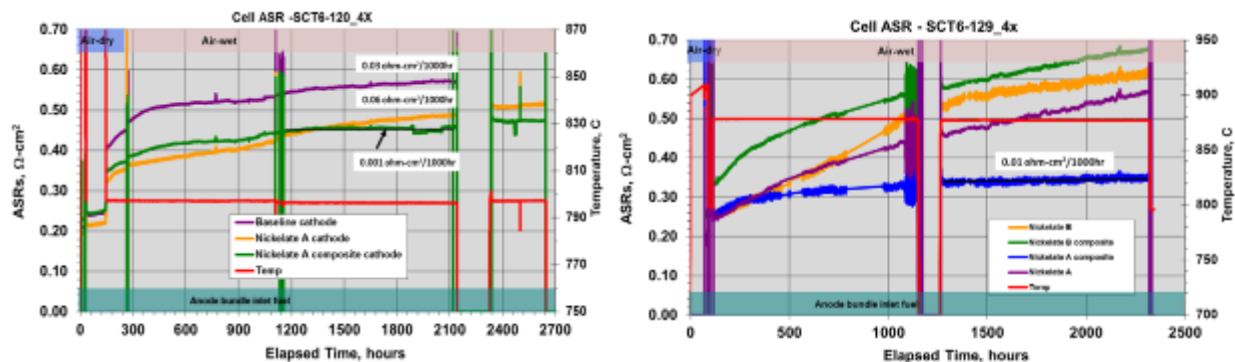 Cell ASR -SCT6-120_4X
0.70
0.60
0.50
0.40
0.30
0.20
0.10
0.00
ASRs, Ω-cm²
Air-dry
Air-wet
0.03 ohm-cm²/1000hr
0.06 ohm-cm²/1000hr
0.001 ohm-cm²/1000hr
Baseline cathode
Nickelate A cathode
Nickelate A composite cathode
Temp
Anode bundle inlet fuel
870
850
830
810
790
770
750
Temperature, C
0 300 600 900 1200 1500 1800 2100 2400 2700
Elapsed Time, hours
Cell ASR - SCT6-129_4x
0.70
0.60
0.50
0.40
0.30
0.20
0.10
0.00
ASRs, Ω-cm²
Air-dry
Air-wet
0.01 ohm-cm²/1000hr
Nickelate B
Nickelate B composite
Nickelate A composite
Nickelate A
Temp
Anode bundle inlet fuel
950
900
850
800
750
700
Temperature, C
0 500 1000 1500 2000 2500
Elapsed Time, hours